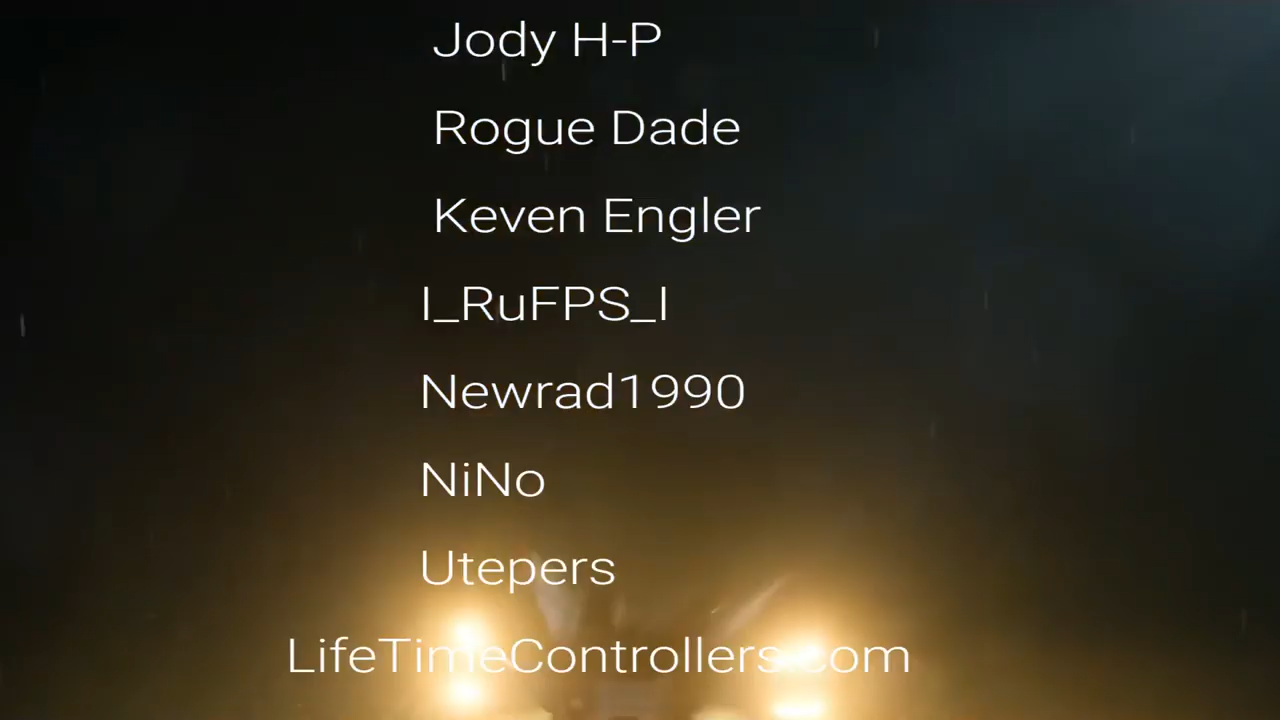 Jody H-P
Rogue Dade
Keven Engler
I_RuFPS_I
Newrad1990
NiNo
Utepers
LifeTimeControllers.com